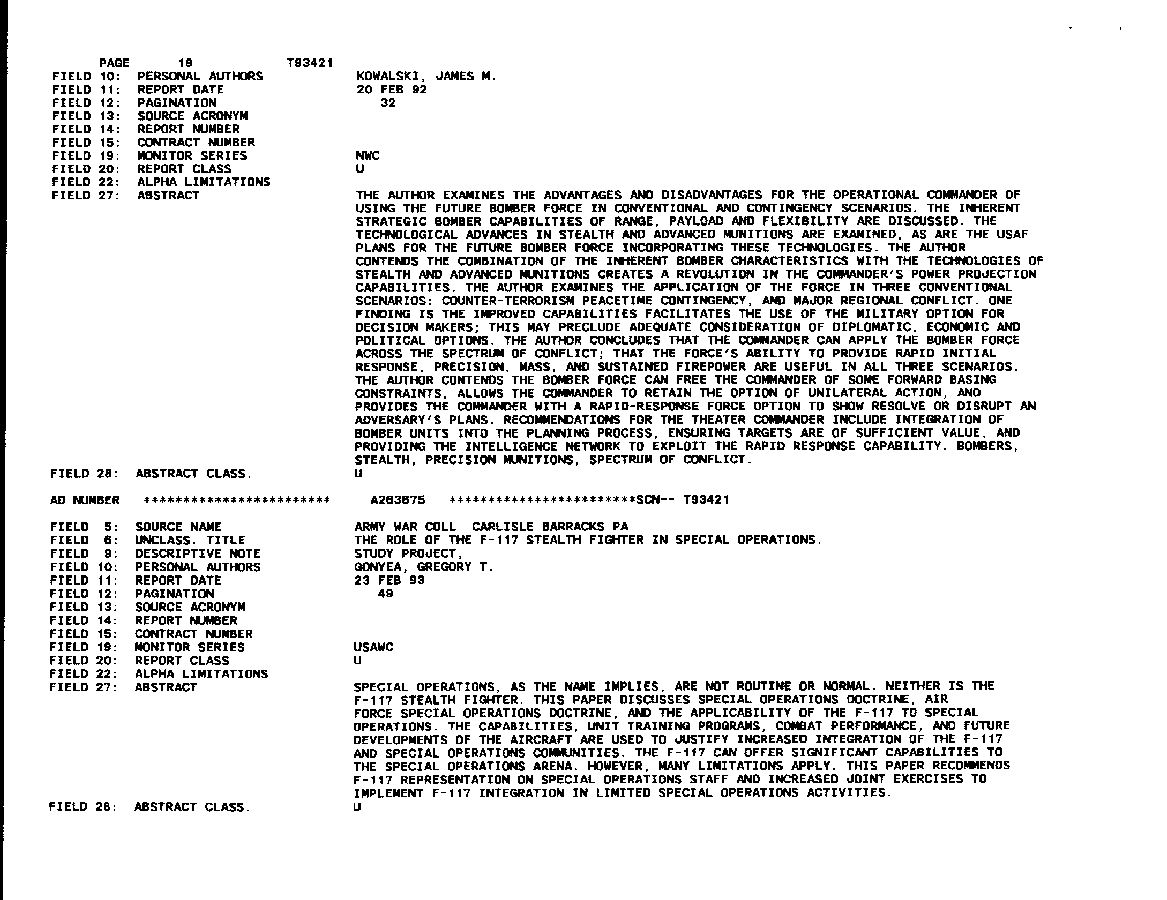 PAGE 18 T93421
FIELD 10: PERSONAL AUTHORS KOWALSKI, JAMES M.
FIELD 11: REPORT DATE 20 FEB 92
FIELD 12: PAGINATION 32
FIELD 13: SOURCE ACRONYM
FIELD 14: REPORT NUMBER
FIELD 15: CONTRACT NUMBER
FIELD 19: MONITOR SERIES NWC
FIELD 20: REPORT CLASS U
FIELD 22: ALPHA LIMITATIONS
FIELD 27: ABSTRACT THE AUTHOR EXAMINES THE ADVANTAGES AND DISADVANTAGES FOR THE OPERATIONAL COMMANDER OF
USING THE FUTURE BOMBER FORCE IN CONVENTIONAL AND CONTINGENCY SCENARIOS. THE INHERENT
STRATEGIC BOMBER CAPABILITIES OF RANGE, PAYLOAD AND FLEXIBILITY ARE DISCUSSED. THE
TECHNOLOGICAL ADVANCES IN STEALTH AND ADVANCED MUNITIONS ARE EXAMINED, AS ARE THE USAF
PLANS FOR THE FUTURE BOMBER FORCE INCORPORATING THESE TECHNOLOGIES. THE AUTHOR
CONTENDS THE COMBINATION OF THE INHERENT BOMBER CHARACTERISTICS WITH THE TECHNOLOGIES OF
STEALTH AND ADVANCED MUNITIONS CREATES A REVOLUTION IN THE COMMANDER'S POWER PROJECTION
CAPABILITIES. THE AUTHOR EXAMINES THE APPLICATION OF THE FORCE IN THREE CONVENTIONAL
SCENARIOS: COUNTER-TERRORISM PEACETIME CONTINGENCY, AND MAJOR REGIONAL CONFLICT. ONE
FINDING IS THE IMPROVED CAPABILITIES FACILITATES THE USE OF THE MILITARY OPTION FOR
DECISION MAKERS; THIS MAY PRECLUDE ADEQUATE CONSIDERATION OF DIPLOMATIC, ECONOMIC AND
POLITICAL OPTIONS. THE AUTHOR CONCLUDES THAT THE COMMANDER CAN APPLY THE BOMBER FORCE
ACROSS THE SPECTRUM OF CONFLICT; THAT THE FORCE'S ABILITY TO PROVIDE RAPID INITIAL
RESPONSE, PRECISION, MASS, AND SUSTAINED FIREPOWER ARE USEFUL IN ALL THREE SCENARIOS.
THE AUTHOR CONTENDS THE BOMBER FORCE CAN FREE THE COMMANDER OF SOME FORWARD BASING
CONSTRAINTS, ALLOWS THE COMMANDER TO RETAIN THE OPTION OF UNILATERAL ACTION, AND
PROVIDES THE COMMANDER WITH A RAPID-RESPONSE FORCE OPTION TO SHOW RESOLVE OR DISRUPT AN
ADVERSARY'S PLANS. RECOMMENDATIONS FOR THE THEATER COMMANDER INCLUDE INTEGRATION OF
BOMBER UNITS INTO THE PLANNING PROCESS, ENSURING TARGETS ARE OF SUFFICIENT VALUE, AND
PROVIDING THE INTELLIGENCE NETWORK TO EXPLOIT THE RAPID RESPONSE CAPABILITY. BOMBERS,
STEALTH, PRECISION MUNITIONS, SPECTRUM OF CONFLICT.
FIELD 28: ABSTRACT CLASS. U
AD NUMBER ************************ A263675 ************************SCN-- T93421
FIELD 5: SOURCE NAME ARMY WAR COLL CARLISLE BARRACKS PA
FIELD 6: UNCLASS. TITLE THE ROLE OF THE F-117 STEALTH FIGHTER IN SPECIAL OPERATIONS.
FIELD 9: DESCRIPTIVE NOTE STUDY PROJECT,
FIELD 10: PERSONAL AUTHORS GONYEA, GREGORY T.
FIELD 11: REPORT DATE 23 FEB 93
FIELD 12: PAGINATION 49
FIELD 13: SOURCE ACRONYM
FIELD 14: REPORT NUMBER
FIELD 15: CONTRACT NUMBER
FIELD 19: MONITOR SERIES USAWC
FIELD 20: REPORT CLASS U
FIELD 22: ALPHA LIMITATIONS
FIELD 27: ABSTRACT SPECIAL OPERATIONS, AS THE NAME IMPLIES, ARE NOT ROUTINE OR NORMAL. NEITHER IS THE
F-117 STEALTH FIGHTER. THIS PAPER DISCUSSES SPECIAL OPERATIONS DOCTRINE, AIR
FORCE SPECIAL OPERATIONS DOCTRINE, AND THE APPLICABILITY OF THE F-117 TO SPECIAL
OPERATIONS. THE CAPABILITIES, UNIT TRAINING PROGRAMS, COMBAT PERFORMANCE, AND FUTURE
DEVELOPMENTS OF THE AIRCRAFT ARE USED TO JUSTIFY INCREASED INTEGRATION OF THE F-117
AND SPECIAL OPERATIONS COMMUNITIES. THE F-117 CAN OFFER SIGNIFICANT CAPABILITIES TO
THE SPECIAL OPERATIONS ARENA. HOWEVER, MANY LIMITATIONS APPLY. THIS PAPER RECOMMENDS
F-117 REPRESENTATION ON SPECIAL OPERATIONS STAFF AND INCREASED JOINT EXERCISES TO
IMPLEMENT F-117 INTEGRATION IN LIMITED SPECIAL OPERATIONS ACTIVITIES.
FIELD 28: ABSTRACT CLASS. U